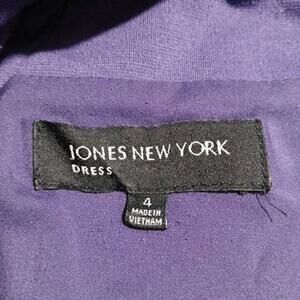 JONES NEW YORK
DRESS
4
MADE IN
VIETNAM